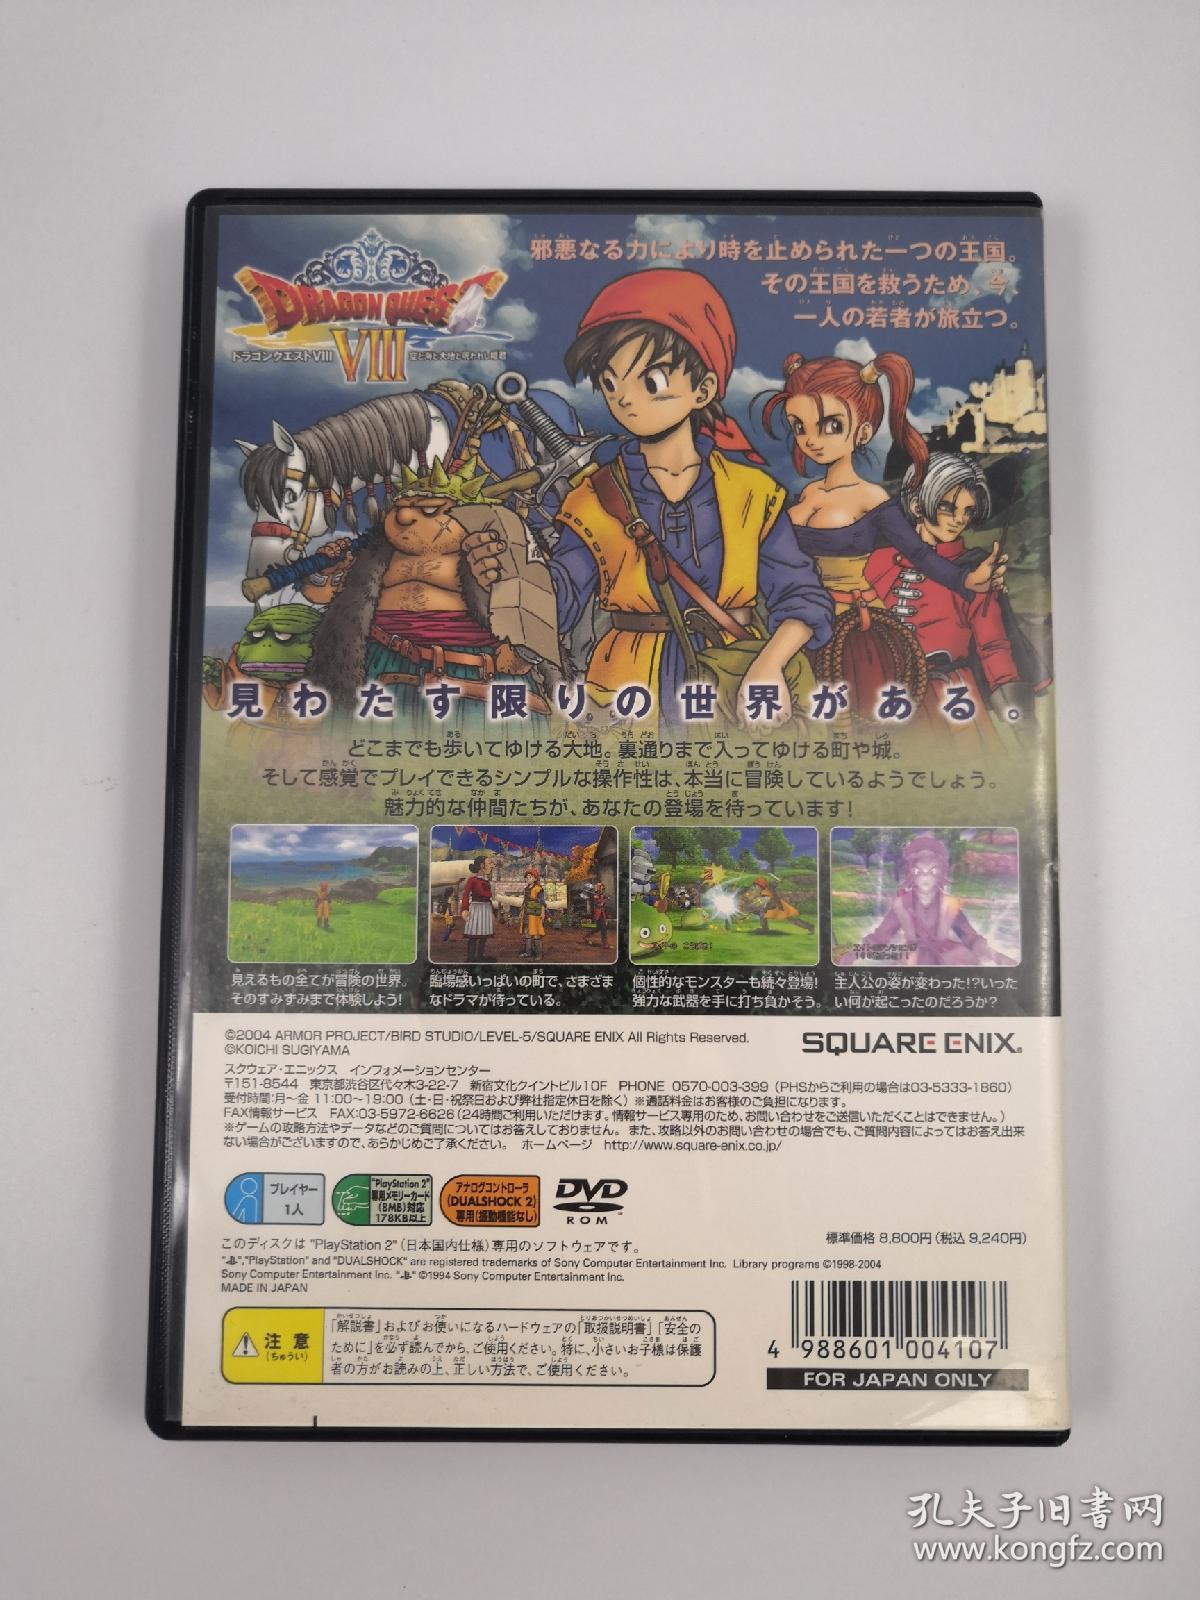 邪悪なる力により時を止められた一つの王国。
その王国を救うため、今、
一人の若者が旅立つ。
DRAGON QUEST
VIII
ドラゴンクエストVIII 空と海と大地と呪われし姫君
見わたす限りの世界がある。
どこまでも歩いてゆける大地。裏通りまで入ってゆける町や城。
そして感覚でプレイできるシンプルな操作性は、本当に冒険しているようでしょう。
魅力的な仲間たちが、あなたの登場を待っています!
見えるもの全てが冒険の世界。
そのすみずみまで体験しよう!
臨場感いっぱいの町で、さまざま
なドラマが待っている。
個性的なモンスターも続々登場!
強力な武器を手に打ち負かそう。
主人公の姿が変わった!?いった
い何が起こったのだろうか?
©2004 ARMOR PROJECT/BIRD STUDIO/LEVEL-5/SQUARE ENIX All Rights Reserved.
©KOICHI SUGIYAMA
SQUARE ENIX.
スクウェア・エニックス インフォメーションセンター
〒151-8544 東京都渋谷区代々木3-22-7 新宿文化クイントビル10F PHONE 0570-003-399 (PHSからご利用の場合は03-5333-1860)
受付時間:月~金 11:00~19:00 (土・日・祝祭日および弊社指定休日を除く) ※通話料金はお客様のご負担になります。
FAX情報サービス FAX:03-5972-6626 (24時間ご利用いただけます。情報サービス専用のため、お問い合わせをご送信いただくことはできません。)
※ゲームの攻略方法やデータなどのご質問についてはお答えしておりません。また、攻略以外のお問い合わせの場合でも、ご質問内容によってはお答え出来
ない場合がございますので、あらかじめご了承ください。 ホームページ http://www.square-enix.co.jp/
プレイヤー
1人
"PlayStation 2"
専用メモリーカード
(8MB)対応
178KB以上
アナログコントローラ
(DUALSHOCK 2)
専用(振動機能なし)
DVD
ROM
このディスクは "PlayStation 2" (日本国内仕様) 専用のソフトウェアです。
標準価格 8,800円 (税込 9,240円)
"PlayStation" and "DUALSHOCK" are registered trademarks of Sony Computer Entertainment Inc. Library programs ©1998-2004
Sony Computer Entertainment Inc. ©1994 Sony Computer Entertainment Inc.
MADE IN JAPAN
注意
(ちゅうい)
「解説書」およびお使いになるハードウェアの「取扱説明書」「安全の
ために」を必ず読んでから、ご使用ください。特に、小さいお子様は保護
者の方がお読みの上、正しい方法で、ご使用ください。
4 988601 004107
FOR JAPAN ONLY
孔夫子旧书网
www.kongfz.com